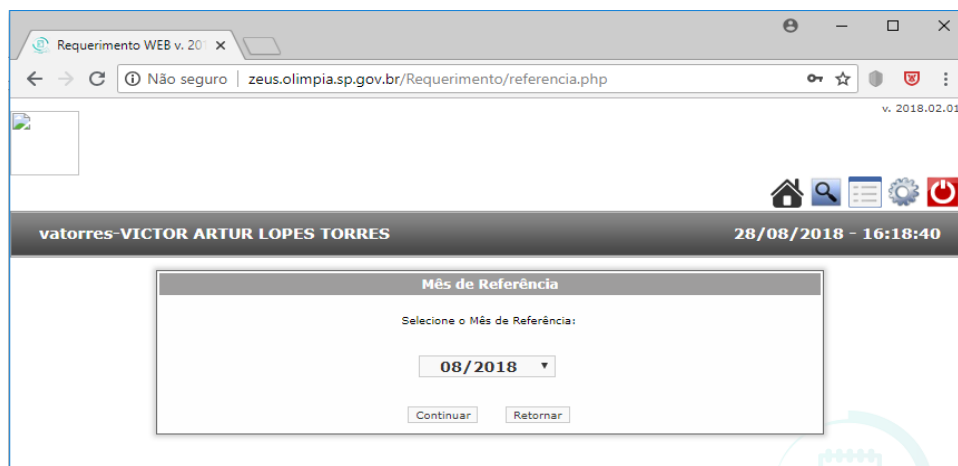 Requerimento WEB v. 201
Não seguro | zeus.olimpia.sp.gov.br/Requerimento/referencia.php
v. 2018.02.01
vatorres-VICTOR ARTUR LOPES TORRES
28/08/2018 - 16:18:40
Mês de Referência
Selecione o Mês de Referência:
08/2018
Continuar
Retornar